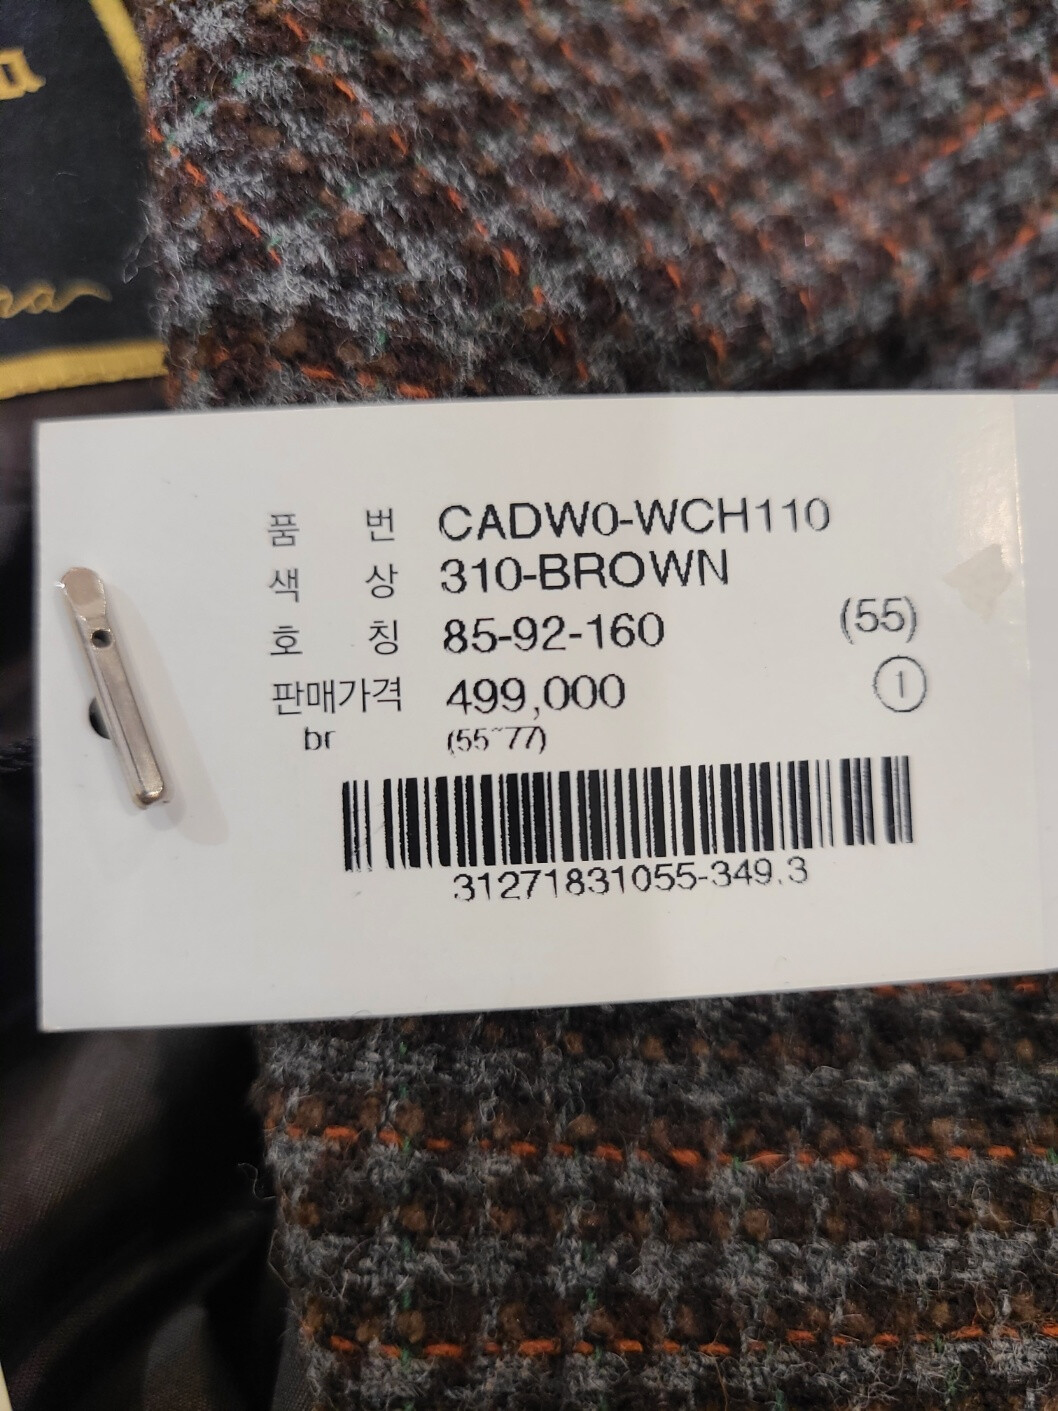 품 번 CADW0-WCH110
색 상 310-BROWN
호 칭 85-92-160 (55)
판매가격 499,000 1
br (55~77)
31271831055-349.3